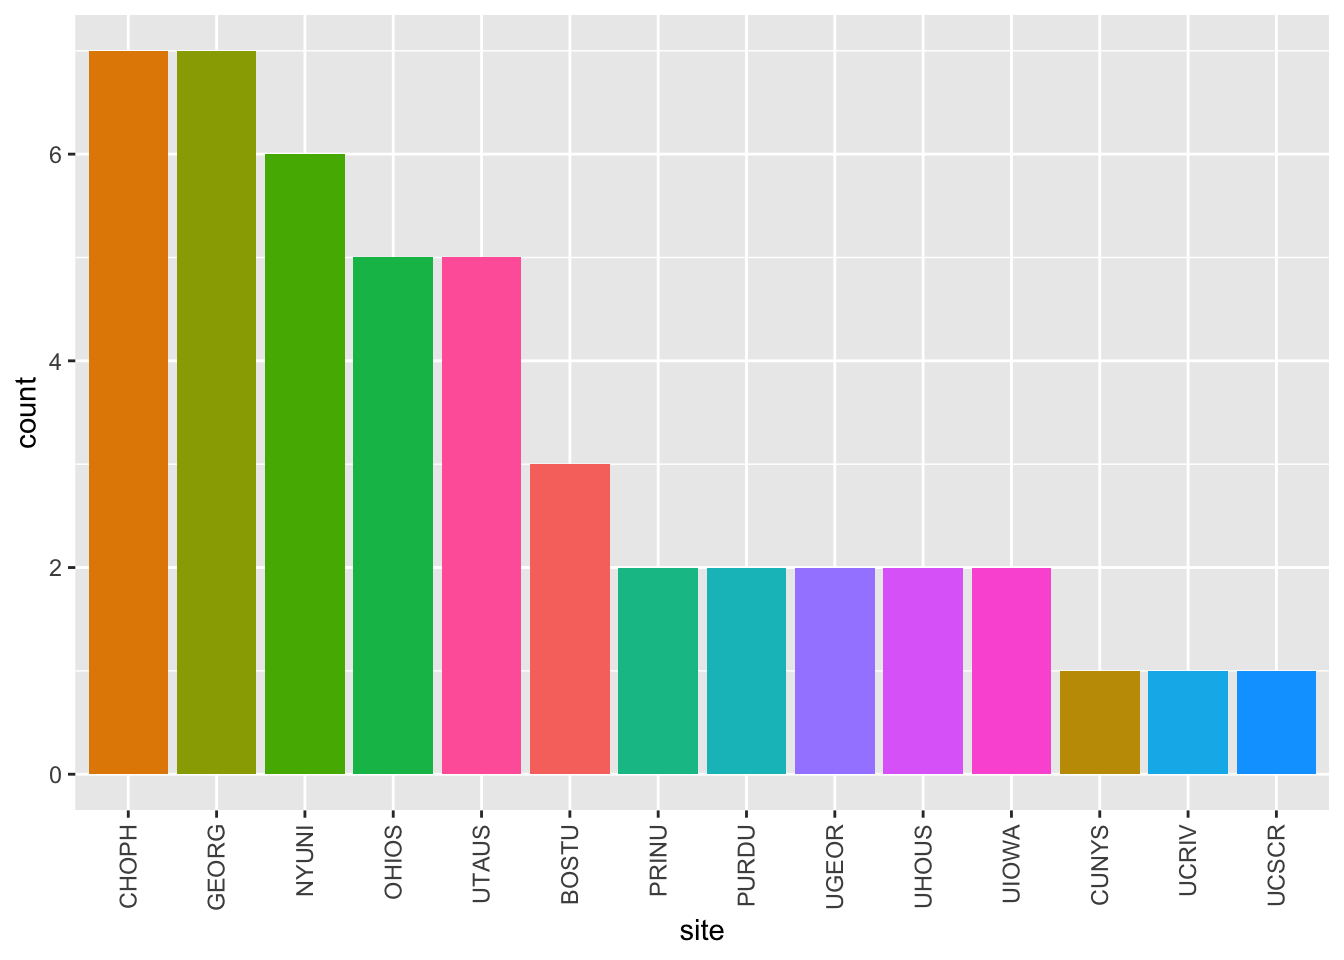 count
6
4
2
0
CHOPH
GEORG
NYUNI
OHIOS
UTAUS
BOSTU
PRINU
PURDU
UGEOR
UHOUS
UIOWA
CUNYS
UCRIV
UCSCR
site